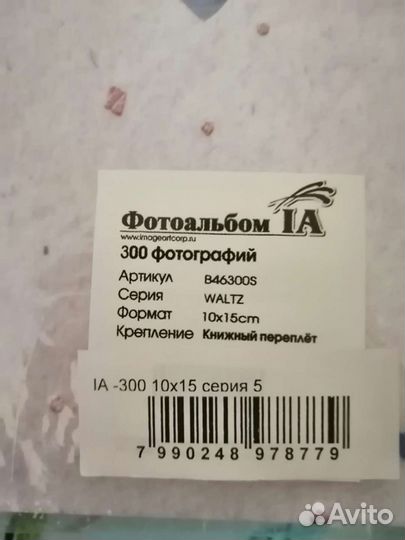 Фотоальбом IA
www.imageartcorp.ru
300 фотографий
Артикул B46300S
Серия WALTZ
Формат 10x15cm
Крепление Книжный переплёт
IA -300 10x15 серия 5
7 990248 978779
Avito